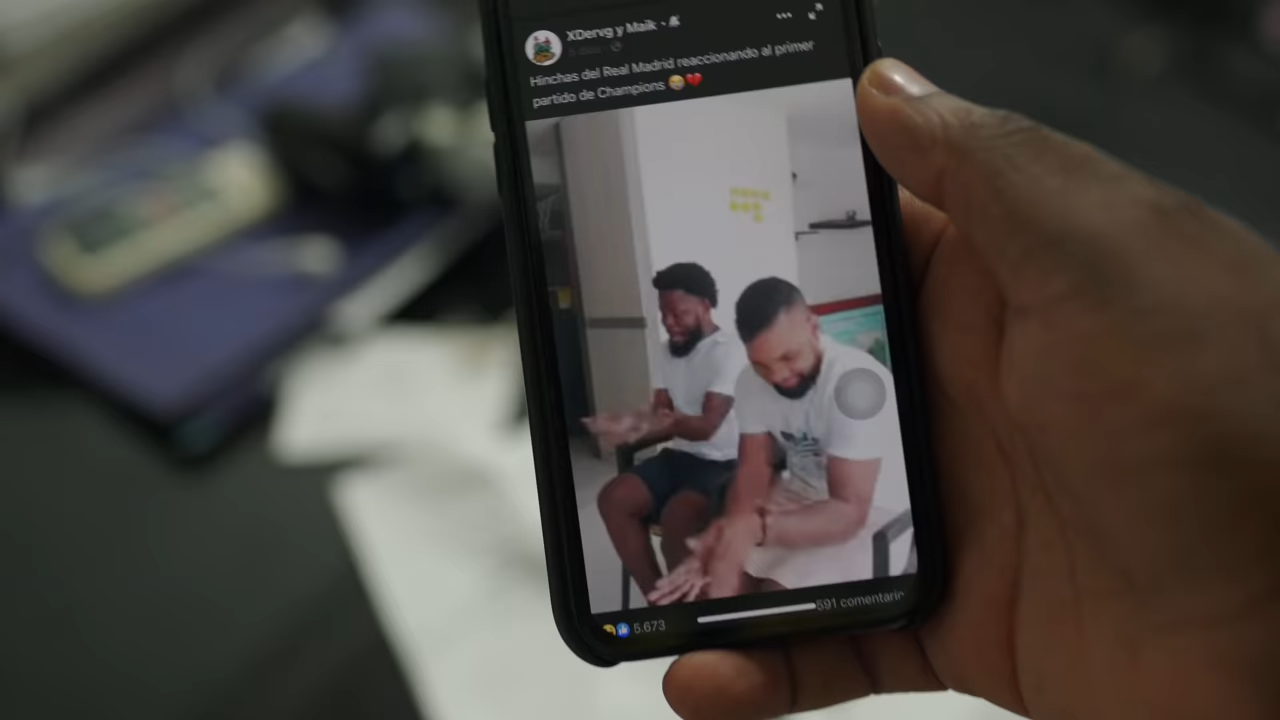 XDervg y Maik
Hinchas del Real Madrid reaccionando al primer
partido de Champions 😂❤️
5.673
591 comentario